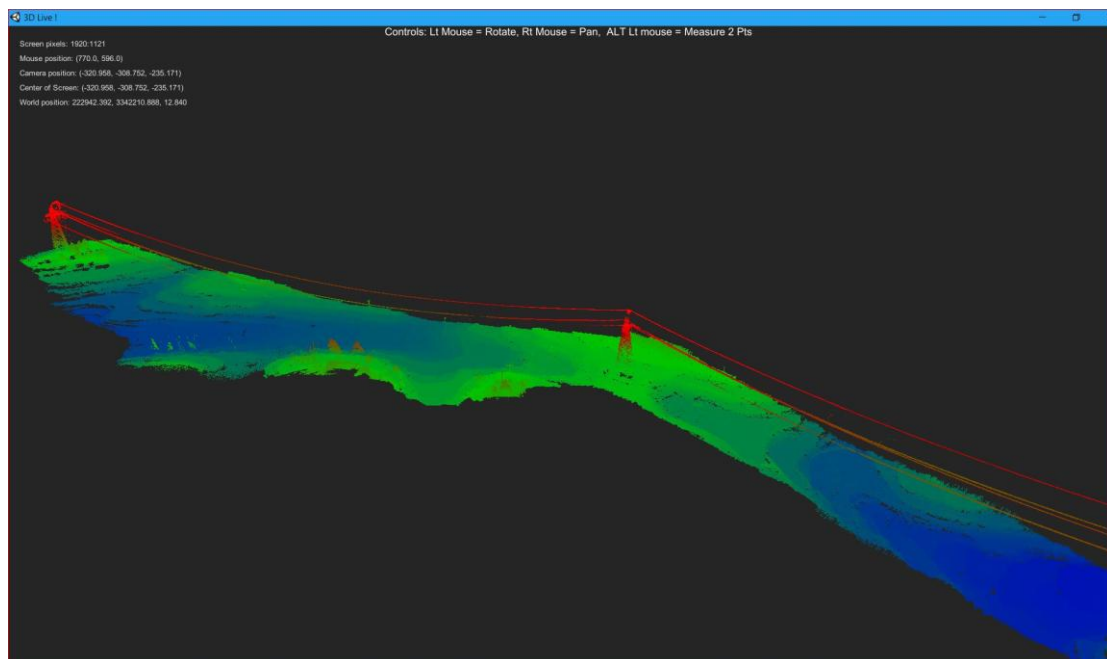 3D Live !
Controls: Lt Mouse = Rotate, Rt Mouse = Pan, ALT Lt mouse = Measure 2 Pts
Screen pixels: 1920:1121
Mouse position: (770.0, 596.0)
Camera position: (-320.958, -308.752, -235.171)
Center of Screen: (-320.958, -308.752, -235.171)
World position: 222942.392, 3342210.888, 12.840